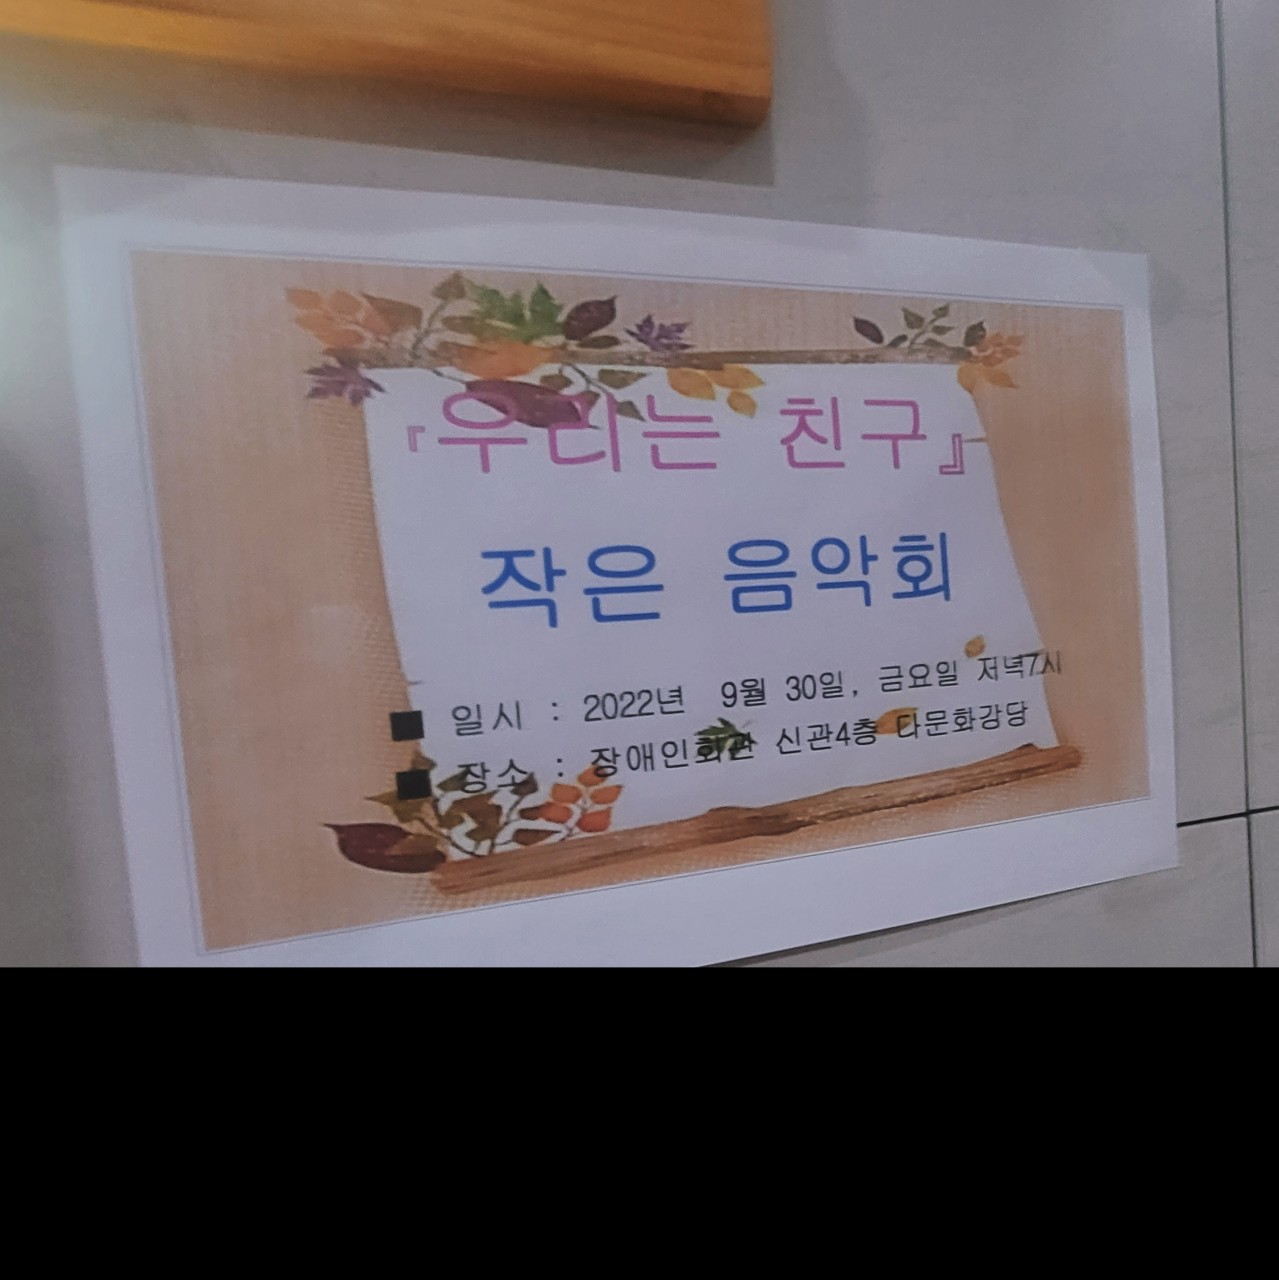 『우리는 친구』
작은 음악회
■ 일시 : 2022년 9월 30일, 금요일 저녁7시
■ 장소 : 장애인회관 신관4층 다문화강당